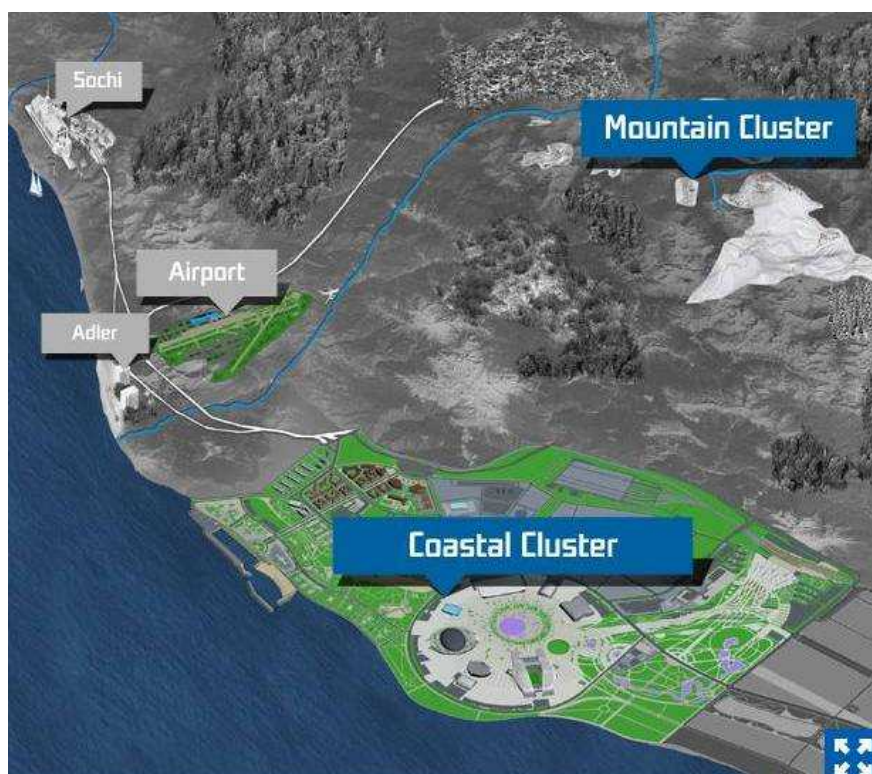 Sochi
Mountain Cluster
Airport
Adler
Coastal Cluster